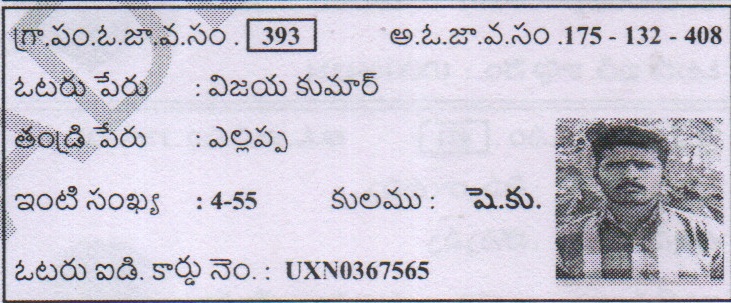 గ్రా.పం.ఓ.జా.వ.సం . 393 అ.ఓ.జా.వ.సం .175 - 132 - 408
ఓటరు పేరు : విజయ కుమార్
తండ్రి పేరు : ఎల్లప్ప
ఇంటి సంఖ్య : 4-55 కులము : షె.కు.
ఓటరు ఐడి. కార్డు నెం. : UXN0367565